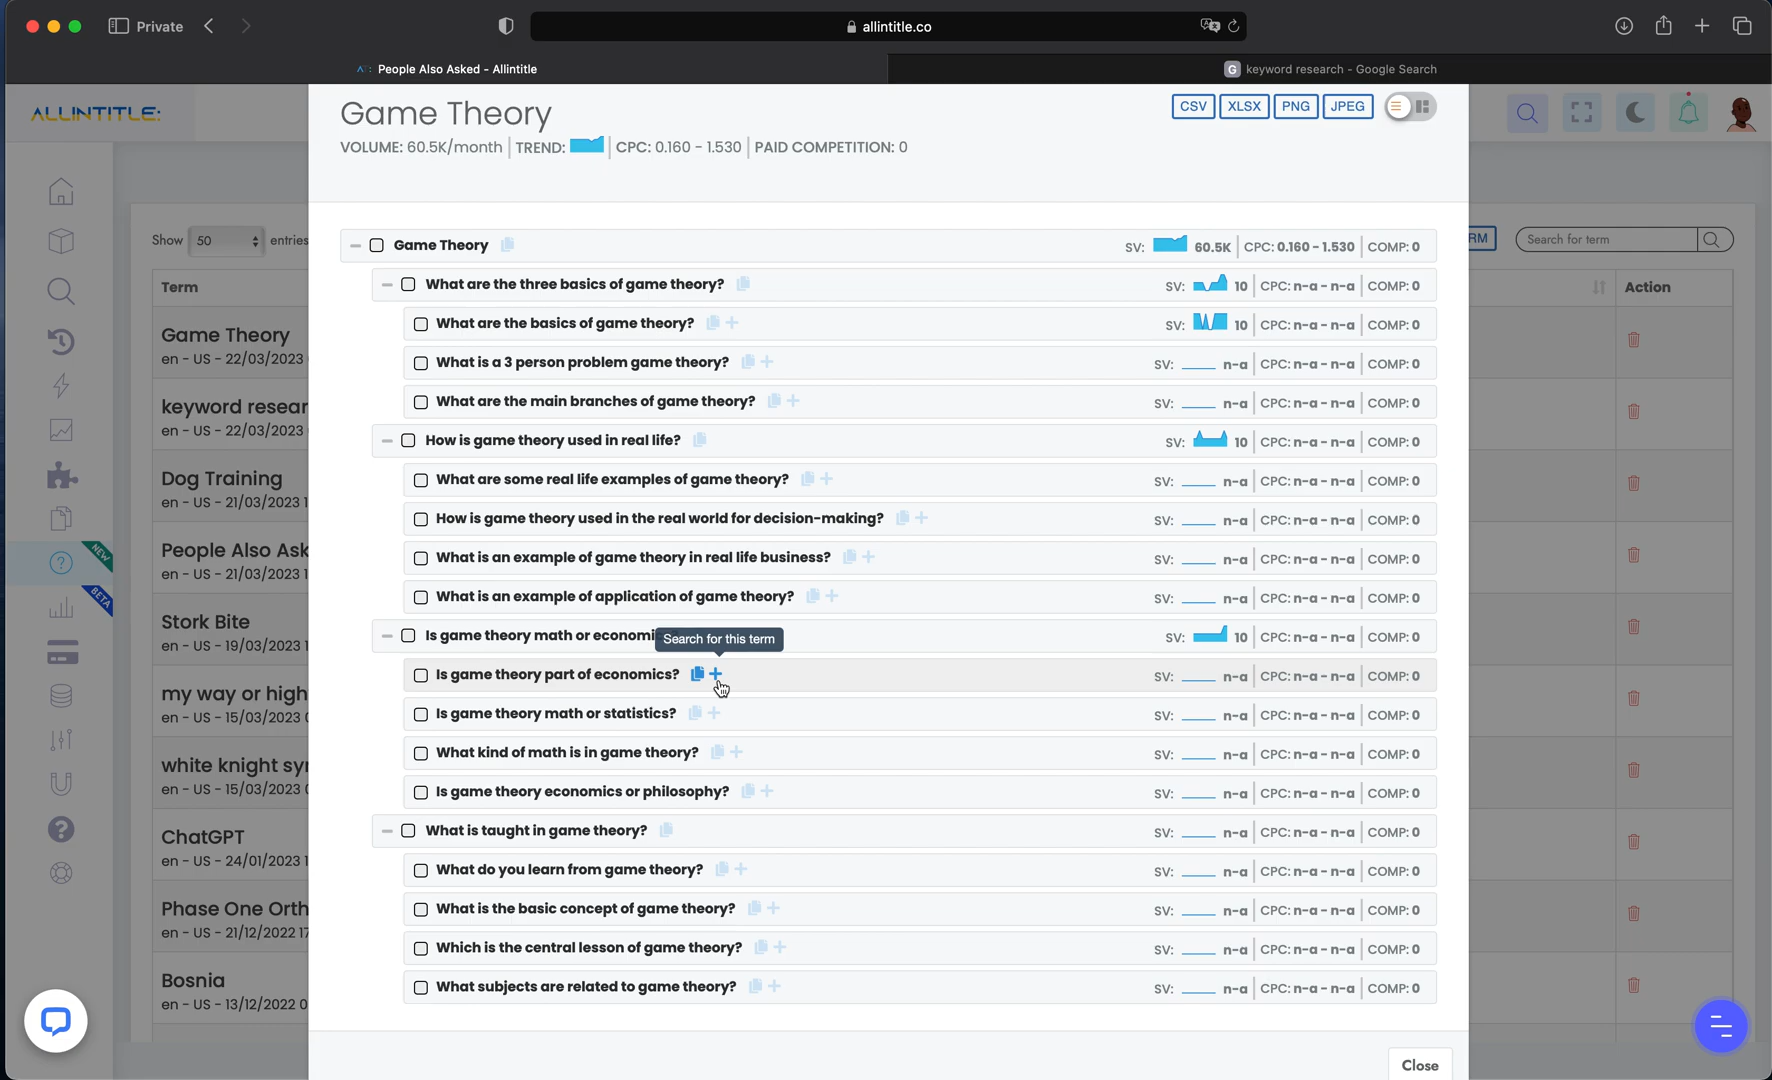 Private
allintitle.co
People Also Asked - Allintitle
G keyword research - Google Search
ALLINTITLE:
Game Theory
CSV XLSX PNG JPEG
VOLUME: 60.5K/month TREND: CPC: 0.160 - 1.530 PAID COMPETITION: 0
Show 50 entries
RM
Search for term
Term
Action
Game Theory SV: 60.5K CPC: 0.160 - 1.530 COMP: 0
What are the three basics of game theory? SV: 10 CPC: n-a - n-a COMP: 0
What are the basics of game theory? SV: 10 CPC: n-a - n-a COMP: 0
What is a 3 person problem game theory? SV: n-a CPC: n-a - n-a COMP: 0
What are the main branches of game theory? SV: n-a CPC: n-a - n-a COMP: 0
How is game theory used in real life? SV: 10 CPC: n-a - n-a COMP: 0
What are some real life examples of game theory? SV: n-a CPC: n-a - n-a COMP: 0
How is game theory used in the real world for decision-making? SV: n-a CPC: n-a - n-a COMP: 0
What is an example of game theory in real life business? SV: n-a CPC: n-a - n-a COMP: 0
What is an example of application of game theory? SV: n-a CPC: n-a - n-a COMP: 0
Is game theory math or economi SV: 10 CPC: n-a - n-a COMP: 0
Search for this term
Is game theory part of economics? SV: n-a CPC: n-a - n-a COMP: 0
Is game theory math or statistics? SV: n-a CPC: n-a - n-a COMP: 0
What kind of math is in game theory? SV: n-a CPC: n-a - n-a COMP: 0
Is game theory economics or philosophy? SV: n-a CPC: n-a - n-a COMP: 0
What is taught in game theory? SV: n-a CPC: n-a - n-a COMP: 0
What do you learn from game theory? SV: n-a CPC: n-a - n-a COMP: 0
What is the basic concept of game theory? SV: n-a CPC: n-a - n-a COMP: 0
Which is the central lesson of game theory? SV: n-a CPC: n-a - n-a COMP: 0
What subjects are related to game theory? SV: n-a CPC: n-a - n-a COMP: 0
Close
Game Theory
en - US - 22/03/2023
keyword resear
en - US - 22/03/2023
Dog Training
en - US - 21/03/2023 1
People Also Ask
en - US - 21/03/2023 1
Stork Bite
en - US - 19/03/2023
my way or high
en - US - 15/03/2023 0
white knight syn
en - US - 15/03/2023 0
ChatGPT
en - US - 24/01/2023 1
Phase One Orth
en - US - 21/12/2022 17
Bosnia
en - US - 13/12/2022 0
NEW
BETA